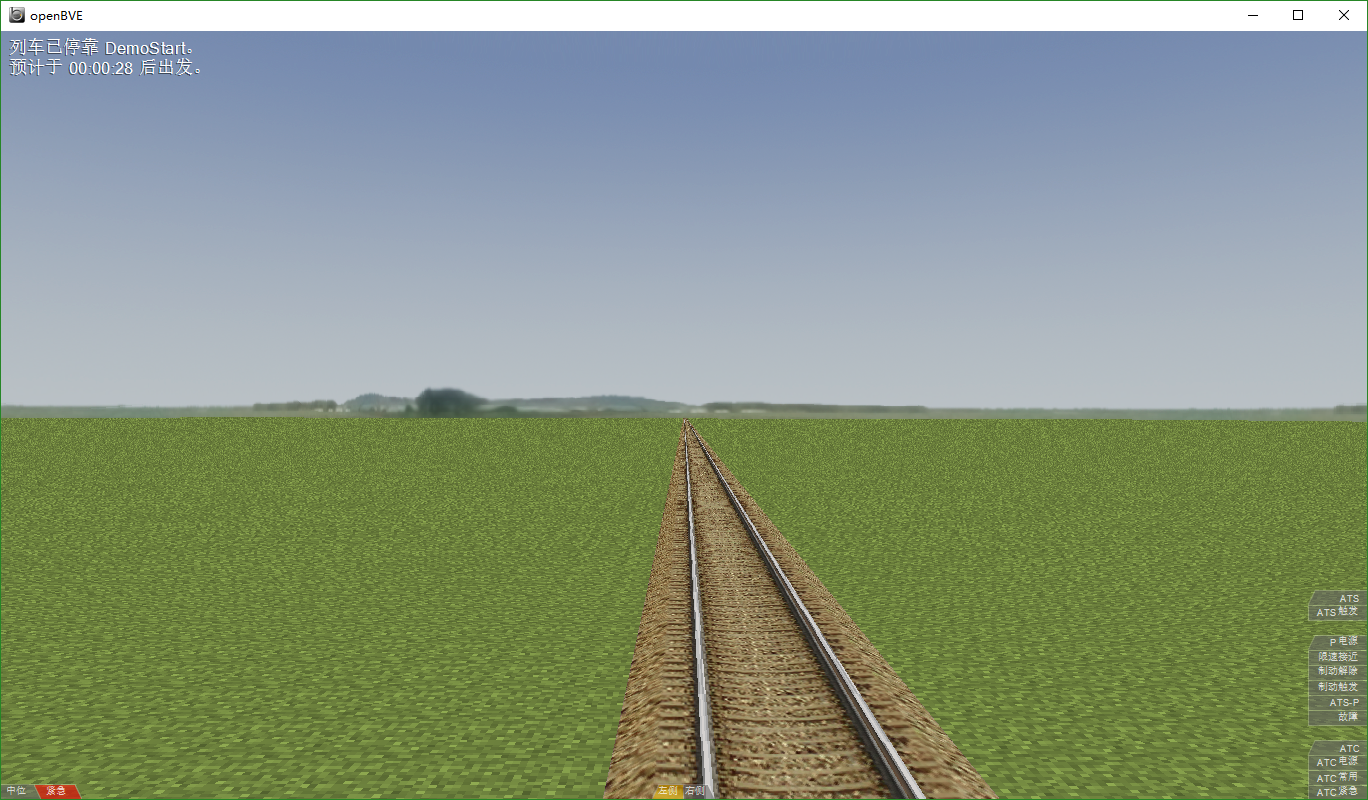 openBVE
列车已停靠 DemoStart。
预计于 00:00:28 后出发。
ATS
ATS 触发
P 电源
限速接近
制动解除
制动触发
ATS-P
故障
ATC
ATC 电源
ATC 常用
ATC 紧急
中位 紧急 左侧 右侧